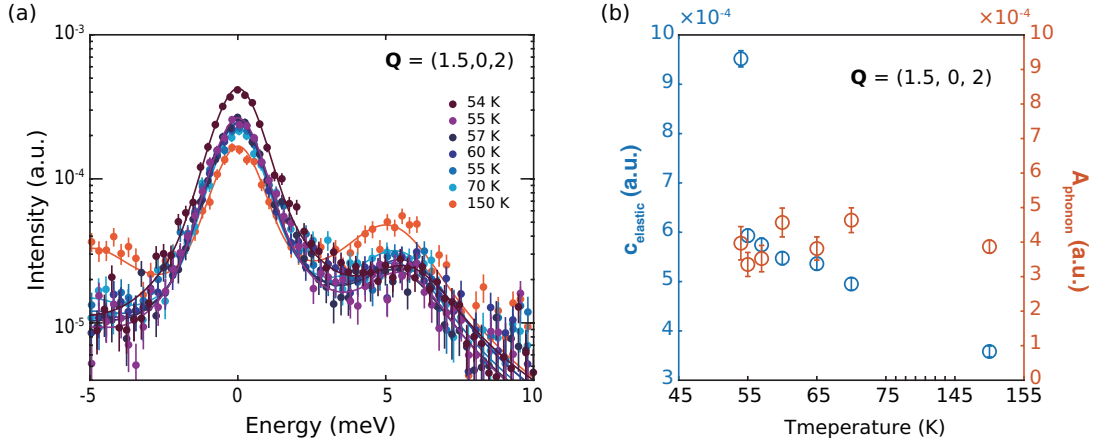 (a)
10-3
10-4
10-5
Intensity (a.u.)
Q = (1.5,0,2)
54 K
55 K
57 K
60 K
55 K
70 K
150 K
-5
0
5
10
Energy (meV)
(b)
×10-4
×10-4
10
9
8
7
6
5
4
3
celastic (a.u.)
Q = (1.5, 0, 2)
10
9
8
7
6
5
4
3
2
1
0
Aphonon (a.u.)
45
55
65
75
145
155
Tmeperature (K)